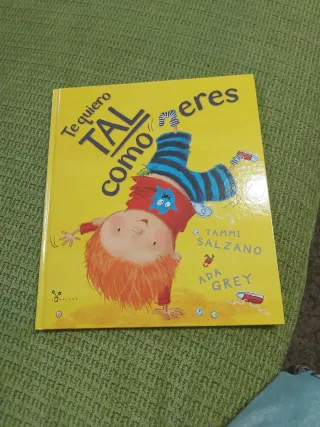 Te quiero
TAL
como eres
TAMMI
SALZANO
ADA
GREY